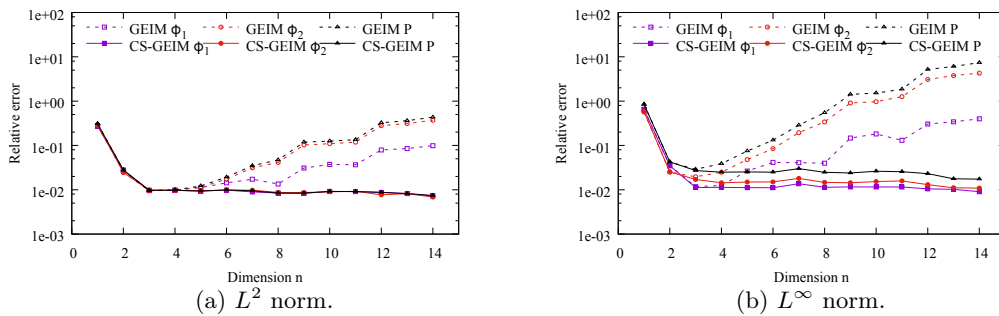 GEIM ϕ1 GEIM ϕ2 GEIM P
CS-GEIM ϕ1 CS-GEIM ϕ2 CS-GEIM P
1e+02
1e+01
1e+00
1e-01
1e-02
1e-03
Relative error
0 2 4 6 8 10 12 14
Dimension n
(a) L² norm.
GEIM ϕ1 GEIM ϕ2 GEIM P
CS-GEIM ϕ1 CS-GEIM ϕ2 CS-GEIM P
1e+02
1e+01
1e+00
1e-01
1e-02
1e-03
Relative error
0 2 4 6 8 10 12 14
Dimension n
(b) L∞ norm.